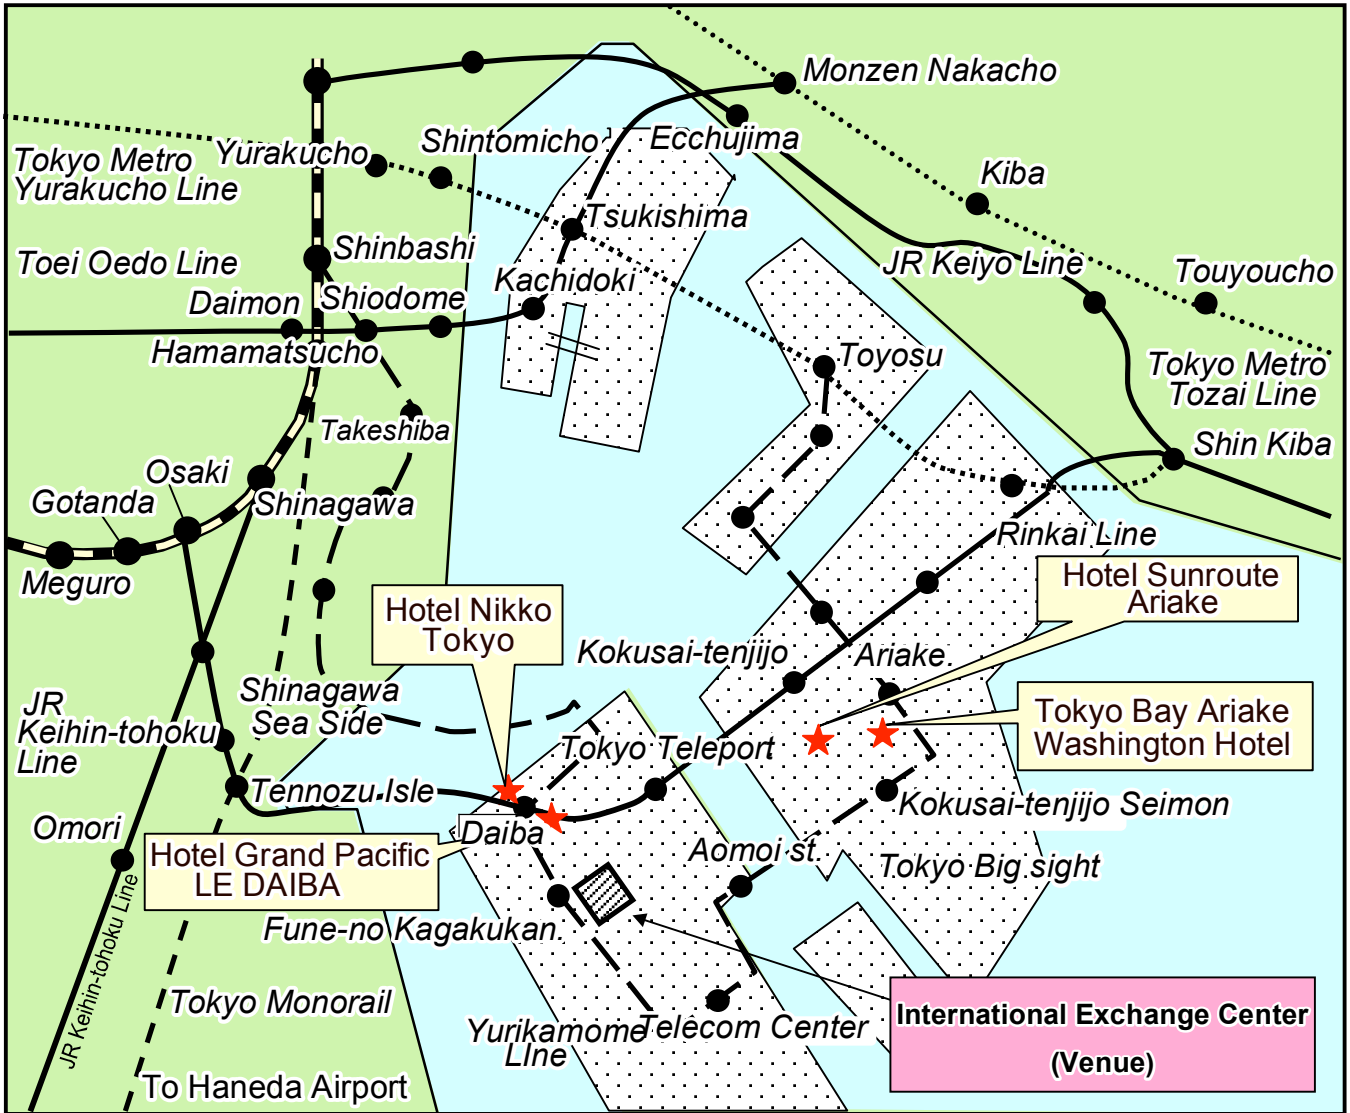 Monzen Nakacho
Ecchujima
Shintomicho
Yurakucho
Tokyo Metro
Yurakucho Line
Kiba
Tsukishima
Shinbashi
Toei Oedo Line
JR Keiyo Line
Touyoucho
Kachidoki
Daimon
Shiodome
Hamamatsucho
Toyosu
Tokyo Metro
Tozai Line
Takeshiba
Shin Kiba
Osaki
Gotanda
Shinagawa
Meguro
Rinkai Line
Hotel Sunroute
Ariake
Hotel Nikko
Tokyo
Kokusai-tenjijo
Ariake.
Shinagawa
Sea Side
JR
Keihin-tohoku
Line
Tokyo Bay Ariake
Washington Hotel
Tokyo Teleport
Tennozu Isle
Kokusai-tenjijo Seimon
Omori
Daiba
Hotel Grand Pacific
LE DAIBA
Aomoi st.
Tokyo Big sight
Fune-no Kagakukan.
JR Keihin-tohoku Line
Tokyo Monorail
Yurikamome
LIne
Telecom Center
International Exchange Center
(Venue)
To Haneda Airport